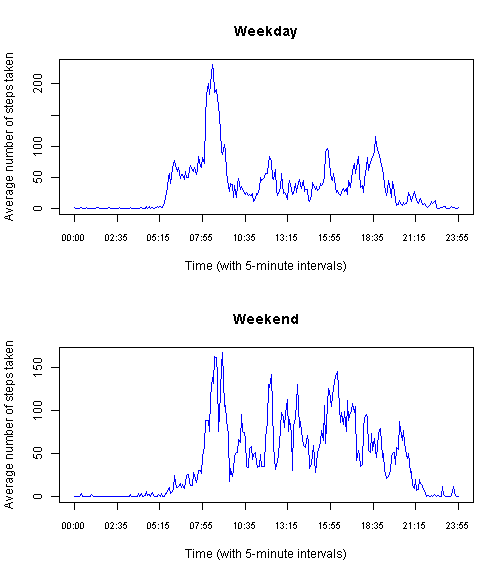 Weekday
Average number of steps taken
200
100
50
0
00:00 02:35 05:15 07:55 10:35 13:15 15:55 18:35 21:15 23:55
Time (with 5-minute intervals)
Weekend
Average number of steps taken
150
100
50
0
00:00 02:35 05:15 07:55 10:35 13:15 15:55 18:35 21:15 23:55
Time (with 5-minute intervals)